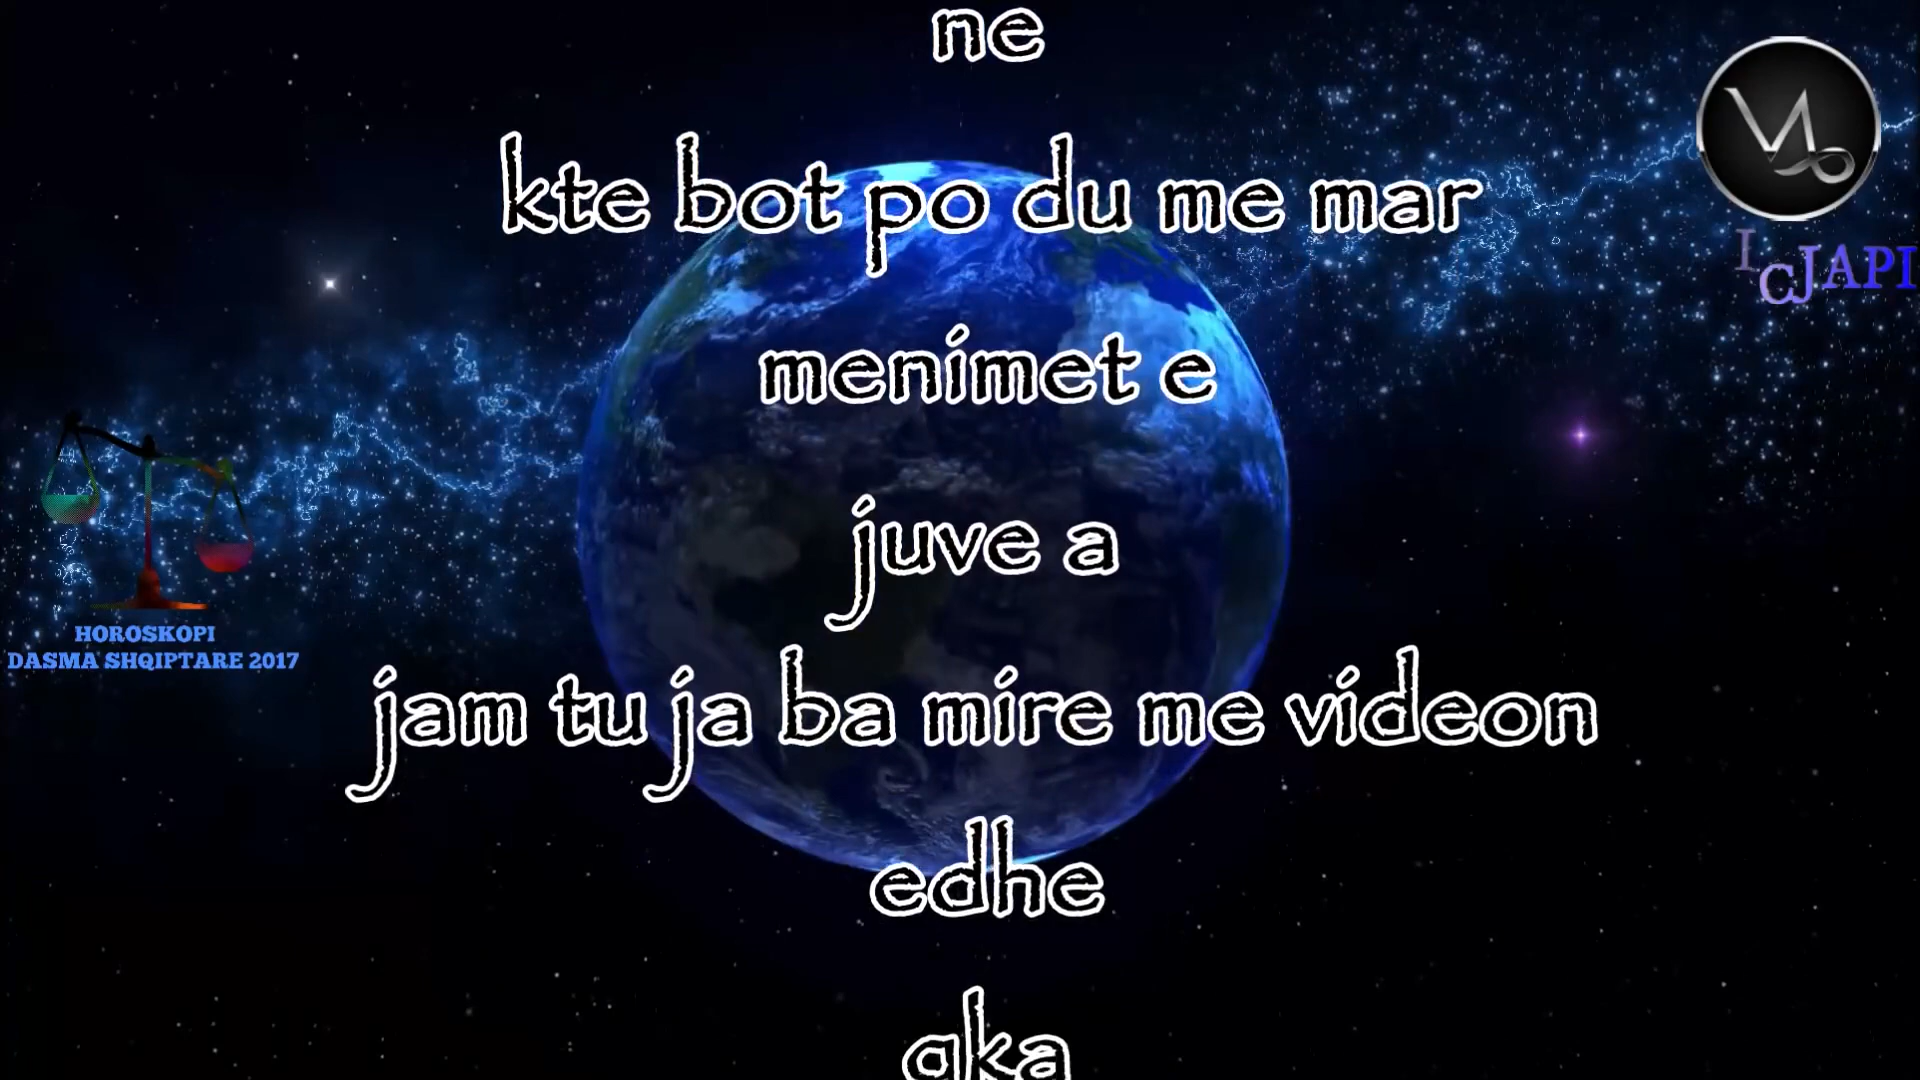 ne
kte bot po du me mar
menimet e
juve a
jam tu ja ba mire me videon
edhe
qka
I
CJAPI
HOROSKOPI
DASMA SHQIPTARE 2017